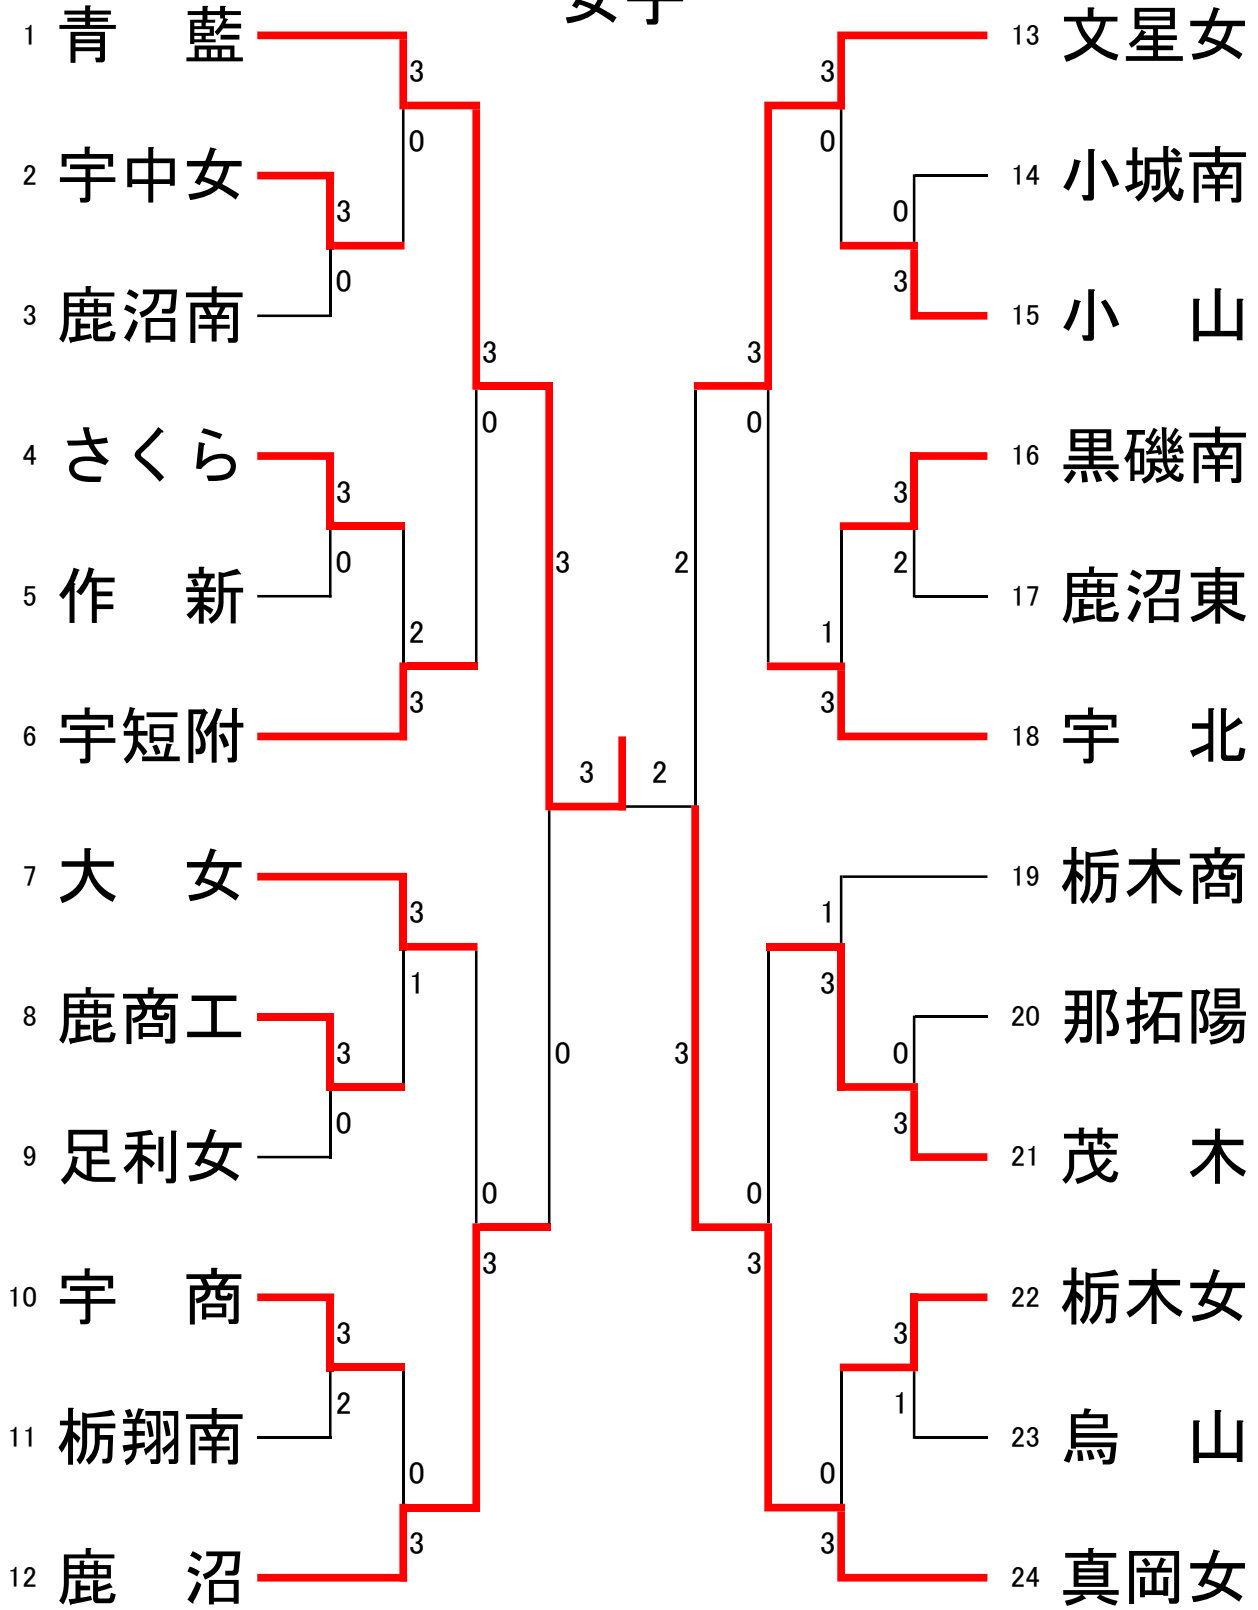 女子
1 青藍
2 宇中女
3 鹿沼南
4 さくら
5 作新
6 宇短附
7 大女
8 鹿商工
9 足利女
10 宇商
11 栃翔南
12 鹿沼
3
0
3
0
3
0
3
0
2
3
3
1
3
0
0
3
3
2
0
3
3
0
3 2
2
3
3
0
0
3
3
0
3
2
1
3
1
3
0
3
0
3
3
1
0
3
13 文星女
14 小城南
15 小山
16 黒磯南
17 鹿沼東
18 宇北
19 栃木商
20 那拓陽
21 茂木
22 栃木女
23 烏山
24 真岡女